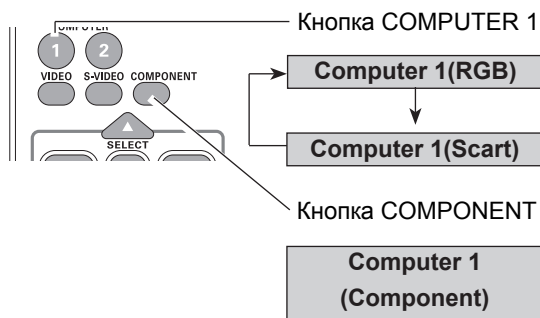 COMPUTER
Кнопка COMPUTER 1
1 2
VIDEO S-VIDEO COMPONENT
Computer 1(RGB)
SELECT
Computer 1(Scart)
Кнопка COMPONENT
Computer 1
(Component)